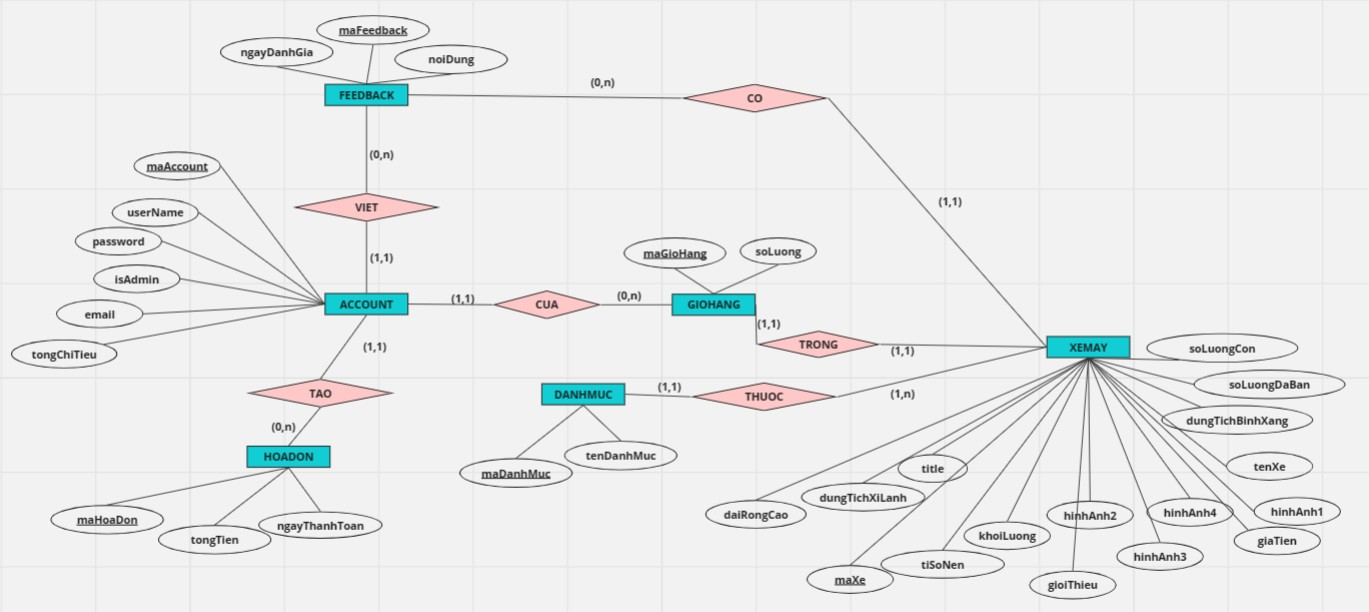 maFeedback
ngayDanhGia
noiDung
FEEDBACK
(0,n)
CO
(0,n)
maAccount
VIET
(1,1)
userName
password
isAdmin
email
tongChiTieu
(1,1)
ACCOUNT
(1,1)
CUA
(0,n)
maGioHang
soLuong
GIOHANG
(1,1)
TRONG
(1,1)
XEMAY
soLuongCon
soLuongDaBan
dungTichBinhXang
tenXe
hinhAnh1
giaTien
hinhAnh4
hinhAnh3
hinhAnh2
gioiThieu
khoiLuong
tiSoNen
maXe
title
dungTichXiLanh
daiRongCao
(1,1)
TAO
(0,n)
HOADON
maHoaDon
tongTien
ngayThanhToan
DANHMUC
(1,1)
THUOC
(1,n)
maDanhMuc
tenDanhMuc